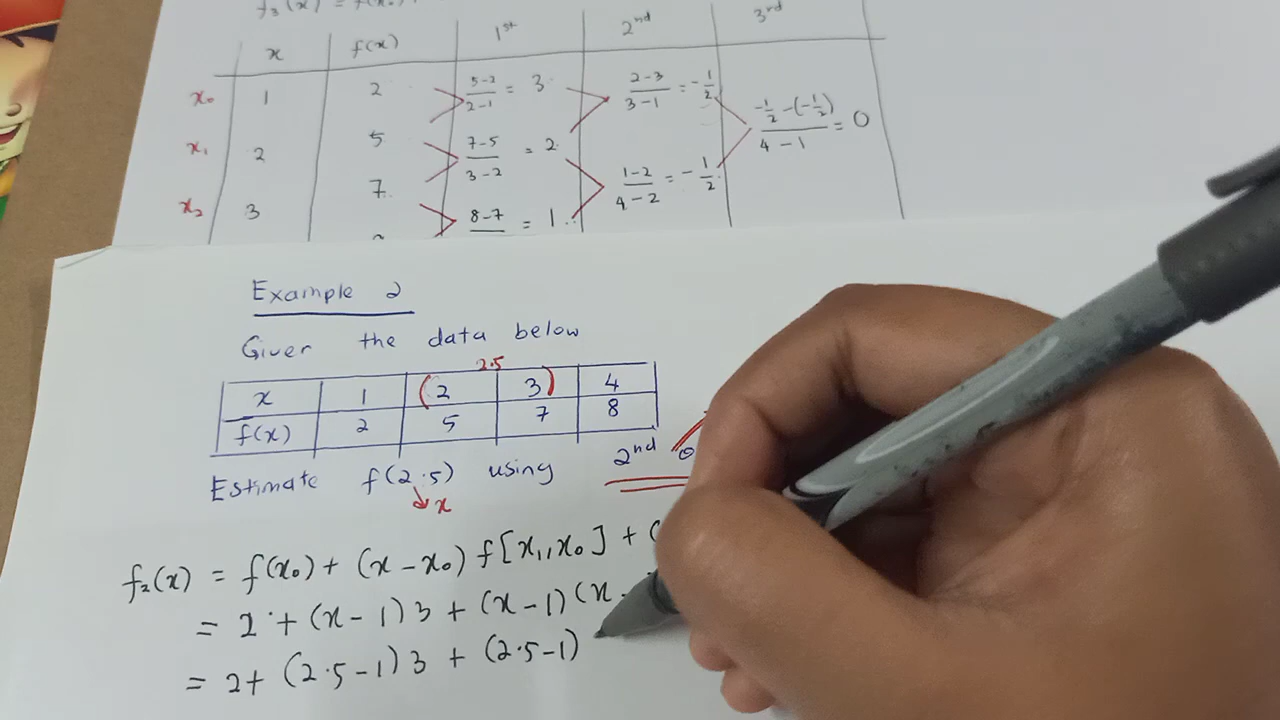 f₃(x) = f(x₀)
x f(x) 1st 2nd 3rd
x₀ 1 2 5-2/2-1 = 3 2-3/3-1 = -1/2 -1/2-(-1/2)/4-1 = 0
x₁ 2 5 7-5/3-2 = 2 1-2/4-2 = -1/2
x₂ 3 7 8-7 = 1
Example 2
Given the data below
2.5
x 1 (2 3) 4
f(x) 2 5 7 8
Estimate f(2.5) using 2nd
x
f₂(x) = f(x₀) + (x-x₀) f[x₁,x₀] + (
= 2 + (x-1)3 + (x-1)(x-
= 2+ (2.5-1)3 + (2.5-1)